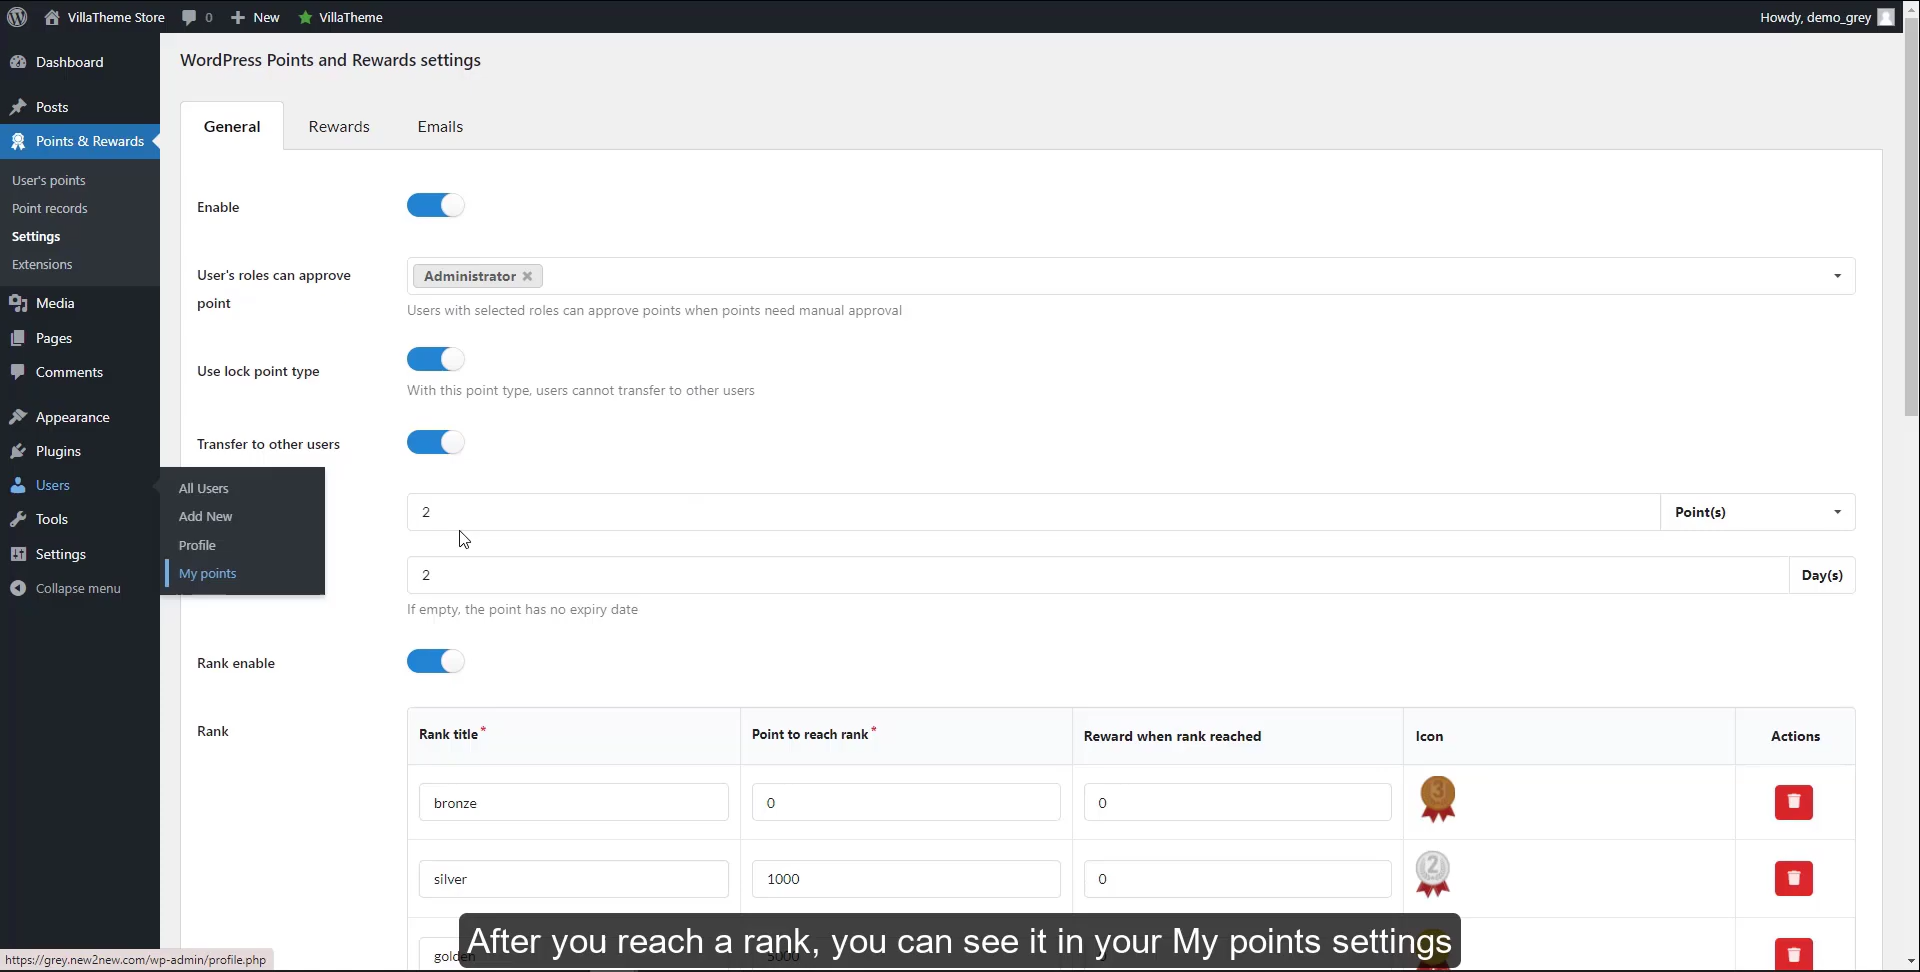 VillaTheme Store 0 New VillaTheme Howdy, demo_grey
Dashboard
Posts
Points & Rewards
User's points
Point records
Settings
Extensions
Media
Pages
Comments
Appearance
Plugins
Users
Tools
Settings
Collapse menu
All Users
Add New
Profile
My points
WordPress Points and Rewards settings
General Rewards Emails
Enable
User's roles can approve point
Administrator
Users with selected roles can approve points when points need manual approval
Use lock point type
With this point type, users cannot transfer to other users
Transfer to other users
2 Point(s)
2 Day(s)
If empty, the point has no expiry date
Rank enable
Rank
Rank title * Point to reach rank * Reward when rank reached Icon Actions
bronze 0 0 3
silver 1000 0 2
golden 5000
After you reach a rank, you can see it in your My points settings
https://grey.new2new.com/wp-admin/profile.php